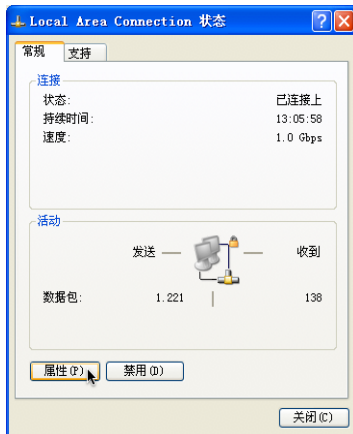 Local Area Connection 状态
常规 支持
连接
状态: 已连接上
持续时间: 13:05:58
速度: 1.0 Gbps
活动
发送 — — 收到
数据包: 1.221 138
属性(P) 禁用(D)
关闭(C)